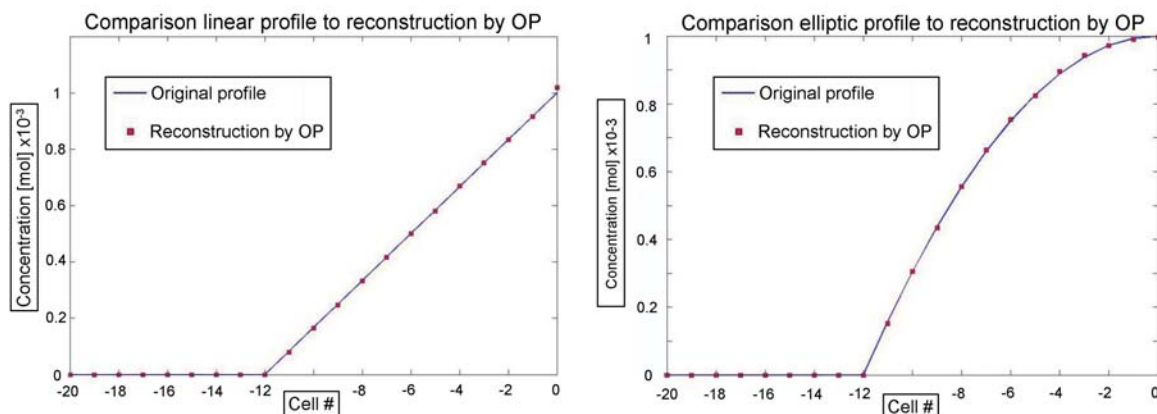 Comparison linear profile to reconstruction by OP
Concentration [mol] x10-3
1
0.8
0.6
0.4
0.2
0
Original profile
Reconstruction by OP
-20 -18 -16 -14 -12 -10 -8 -6 -4 -2 0
Cell #
Comparison elliptic profile to reconstruction by OP
Concentration [mol] x10-3
1
0.8
0.6
0.4
0.2
0
Original profile
Reconstruction by OP
-20 -18 -16 -14 -12 -10 -8 -6 -4 -2 0
Cell #